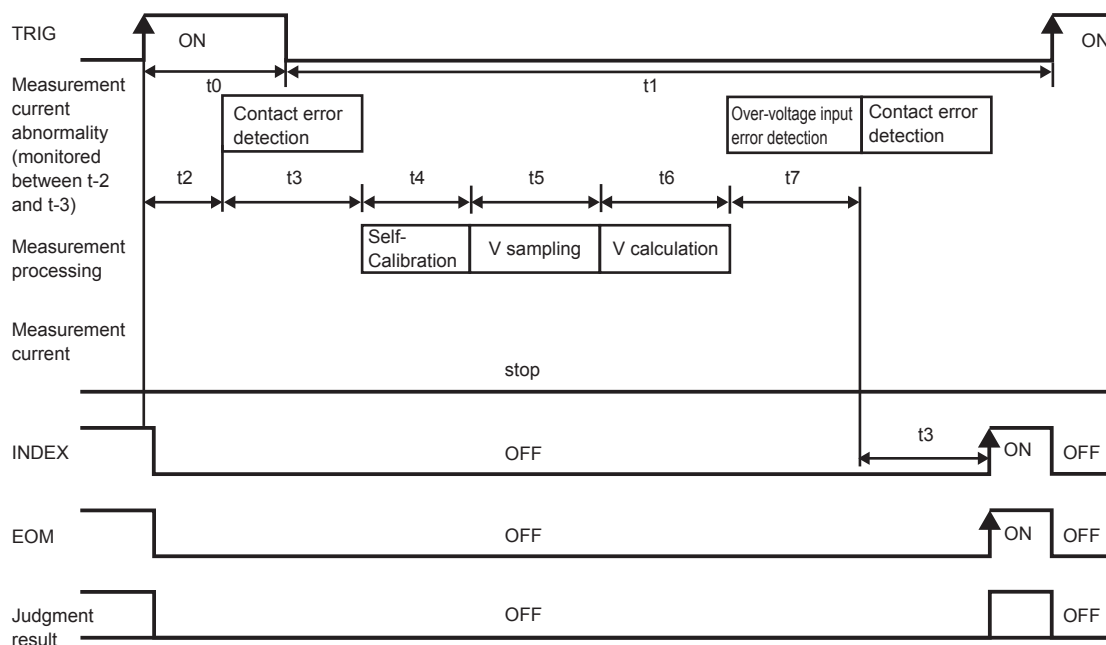 TRIG
ON
ON
t0
t1
Measurement
current
abnormality
(monitored
between t-2
and t-3)
Contact error
detection
Over-voltage input
error detection
Contact error
detection
t2
t3
t4
t5
t6
t7
Measurement
processing
Self-
Calibration
V sampling
V calculation
Measurement
current
stop
INDEX
OFF
t3
ON
OFF
EOM
OFF
ON
OFF
Judgment
result
OFF
OFF